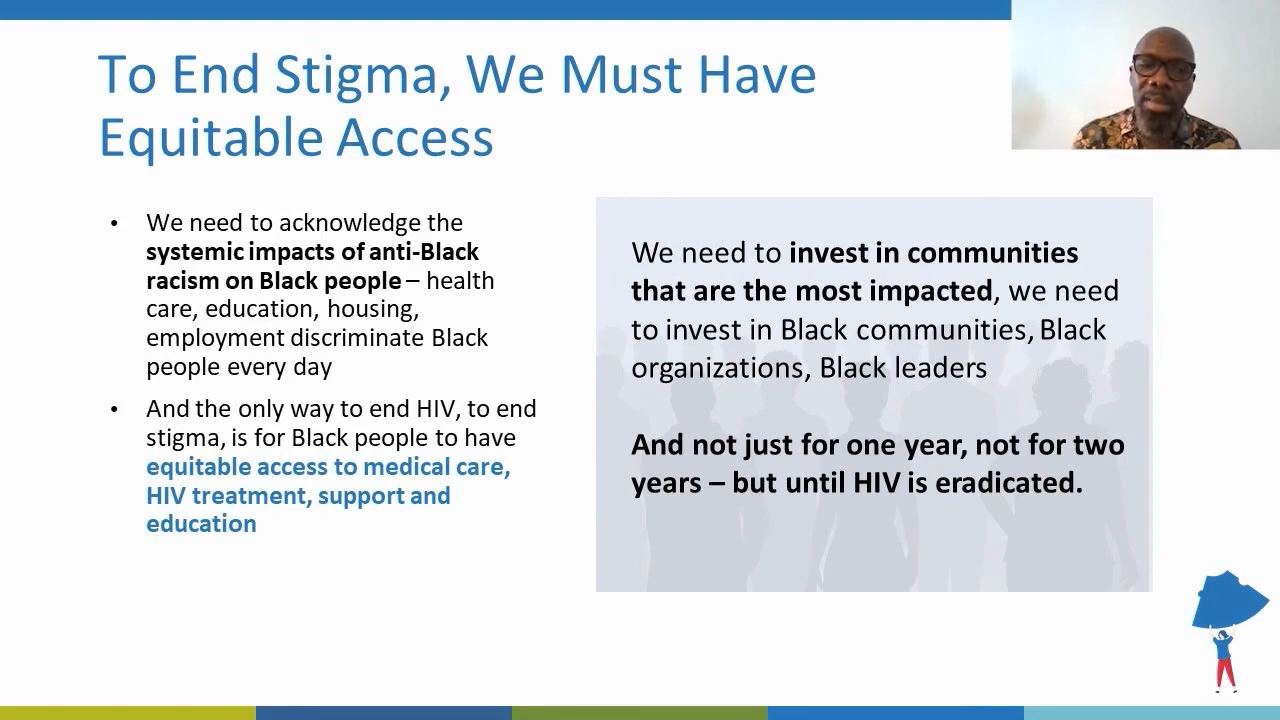 To End Stigma, We Must Have
Equitable Access
• We need to acknowledge the
systemic impacts of anti-Black
racism on Black people – health
care, education, housing,
employment discriminate Black
people every day
• And the only way to end HIV, to end
stigma, is for Black people to have
equitable access to medical care,
HIV treatment, support and
education
We need to invest in communities
that are the most impacted, we need
to invest in Black communities, Black
organizations, Black leaders
And not just for one year, not for two
years – but until HIV is eradicated.